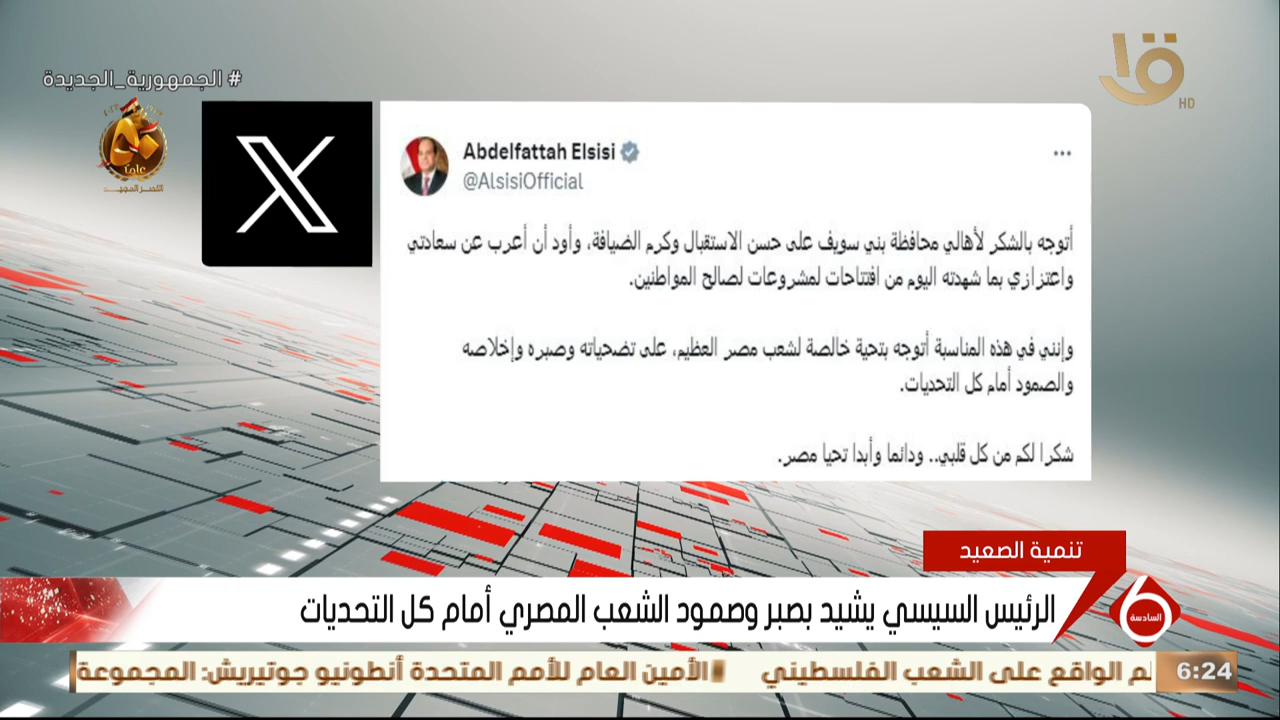 #الجمهورية_الجديدة
عاما
النصر المجيد
HD
Abdelfattah Elsisi
@AlsisiOfficial
أتوجه بالشكر لأهالي محافظة بني سويف على حسن الاستقبال وكرم الضيافة، وأود أن أعرب عن سعادتي
واعتزازي بما شهدته اليوم من افتتاحات لمشروعات لصالح المواطنين.
وإنني في هذه المناسبة أتوجه بتحية خالصة لشعب مصر العظيم، على تضحياته وصبره وإخلاصه
والصمود أمام كل التحديات.
شكرا لكم من كل قلبي.. ودائما وأبدا تحيا مصر.
تنمية الصعيد
الرئيس السيسي يشيد بصبر وصمود الشعب المصري أمام كل التحديات
السادسة
6:24 لم الواقع على الشعب الفلسطيني الأمين العام للأمم المتحدة أنطونيو جوتيريش: المجموعة